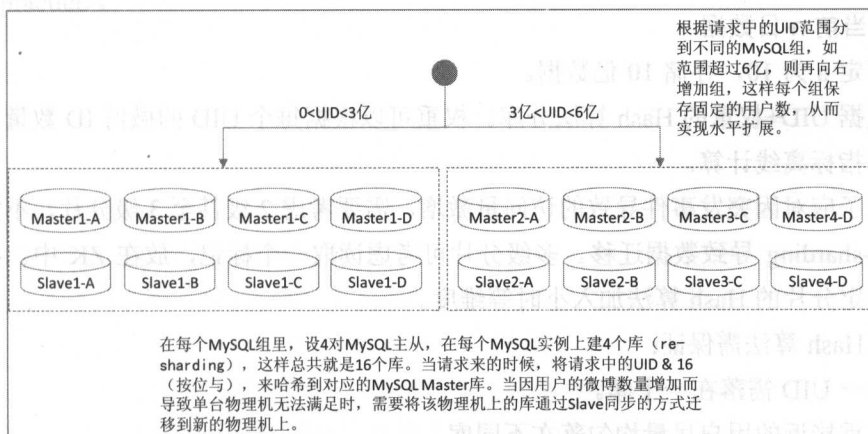 根据请求中的UID范围分
到不同的MySQL组，如
范围超过6亿，则再向右
增加组，这样每个组保
存固定的用户数，从而
实现水平扩展。
0<UID<3亿
3亿<UID<6亿
Master1-A Master1-B Master1-C Master1-D Master2-A Master2-B Master3-C Master4-D
Slave1-A Slave1-B Slave1-C Slave1-D Slave2-A Slave2-B Slave3-C Slave4-D
在每个MySQL组里，设4对MySQL主从，在每个MySQL实例上建4个库（re-
sharding），这样总共就是16个库。当请求来的时候，将请求中的UID & 16
（按位与），来哈希到对应的MySQL Master库。当因用户的微博数量增加而
导致单台物理机无法满足时，需要将该物理机上的库通过Slave同步的方式迁
移到新的物理机上。